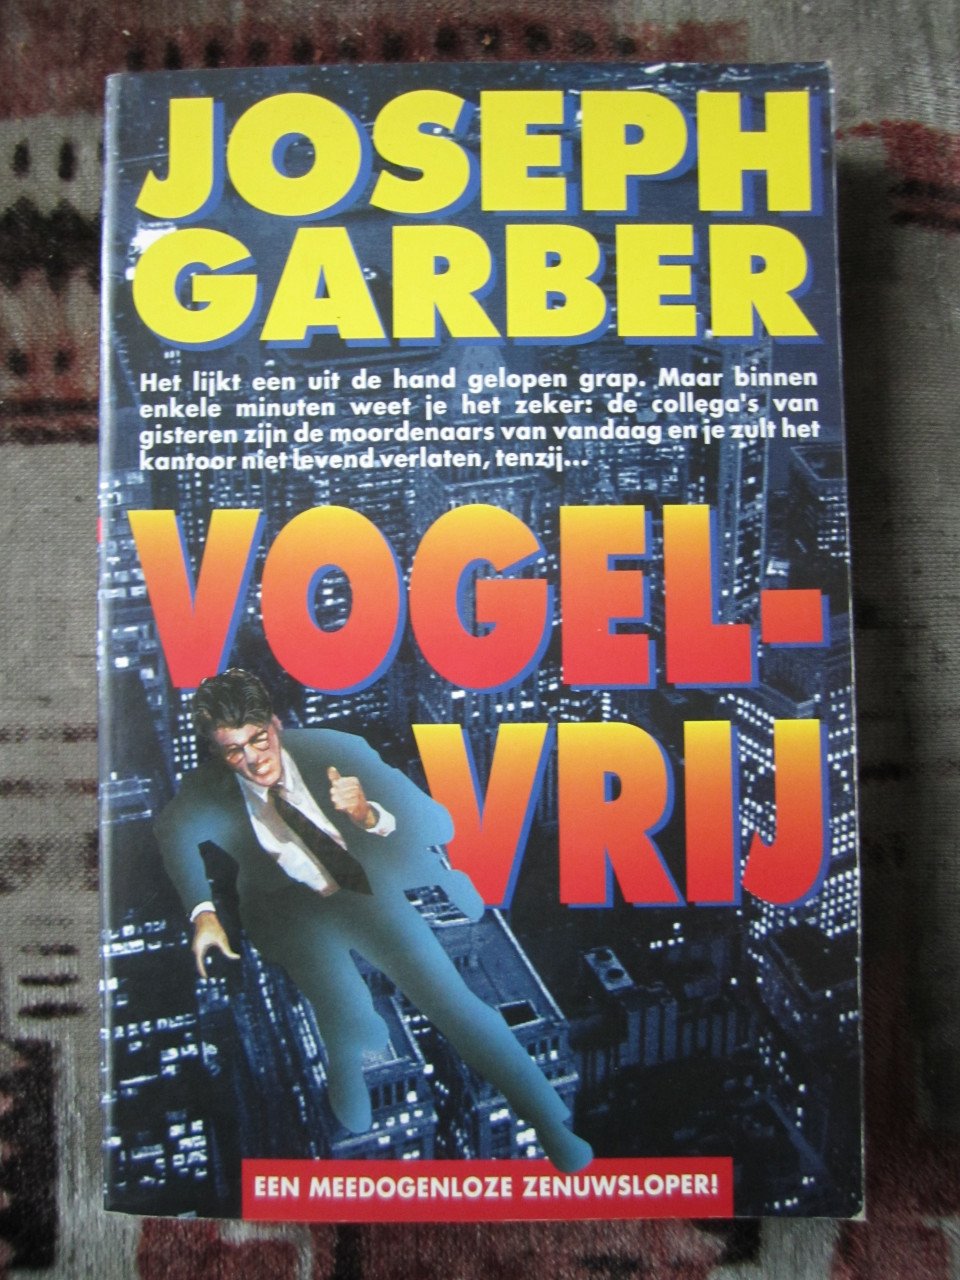 JOSEPH
GARBER
Het lijkt een uit de hand gelopen grap. Maar binnen
enkele minuten weet je het zeker: de collega's van
gisteren zijn de moordenaars van vandaag en je zult het
kantoor niet levend verlaten, tenzij...
VOGEL-
VRIJ
EEN MEEDOGENLOZE ZENUWSLOPER!